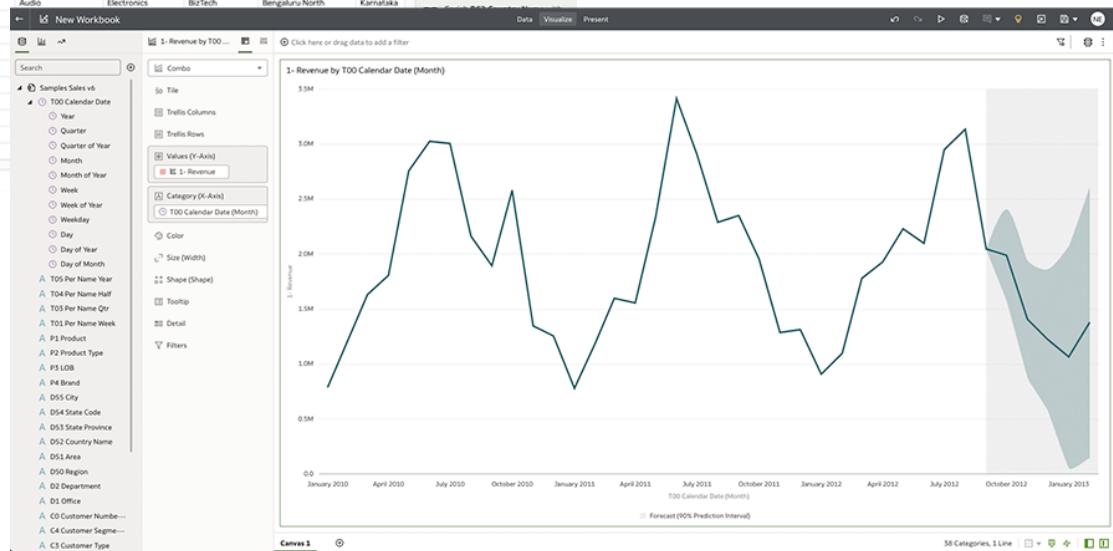 Audio Electronics BizTech Bengaluru North Karnataka
New Workbook
Data Visualize Present
NE
1- Revenue by T00 ...
Click here or drag data to add a filter
Search
Samples Sales v6
T00 Calendar Date
Year
Quarter
Quarter of Year
Month
Month of Year
Week
Week of Year
Weekday
Day
Day of Year
Day of Month
T05 Per Name Year
T04 Per Name Half
T03 Per Name Qtr
T01 Per Name Week
P1 Product
P2 Product Type
P3 LOB
P4 Brand
D55 City
D54 State Code
D53 State Province
D52 Country Name
D51 Area
D50 Region
D2 Department
D1 Office
C0 Customer Numbe---
C4 Customer Segme---
C3 Customer Type
Combo
Tile
Trellis Columns
Trellis Rows
Values (Y-Axis)
1- Revenue
Category (X-Axis)
T00 Calendar Date (Month)
Color
Size (Width)
Shape (Shape)
Tooltip
Detail
Filters
1- Revenue by T00 Calendar Date (Month)
3.5M
3.0M
2.5M
2.0M
1.5M
1.0M
0.5M
0.0
1- Revenue
January 2010 April 2010 July 2010 October 2010 January 2011 April 2011 July 2011 October 2011 January 2012 April 2012 July 2012 October 2012 January 2013
T00 Calendar Date (Month)
Forecast (90% Prediction Interval)
Canvas 1
38 Categories, 1 Line